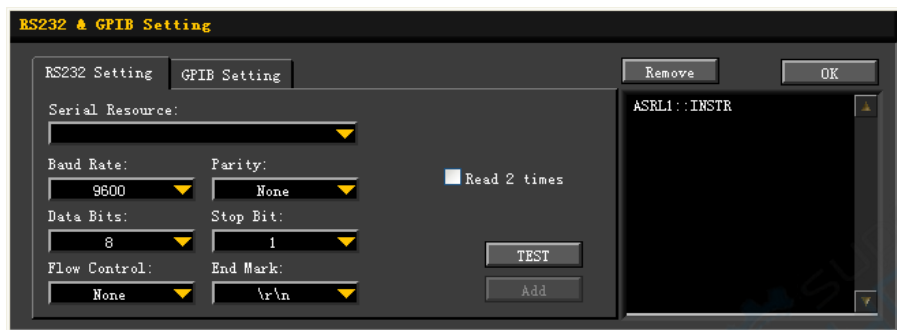 RS232 & GPIB Setting
RS232 Setting
GPIB Setting
Remove
OK
Serial Resource:
ASRL1::INSTR
Baud Rate:
Parity:
9600
None
Read 2 times
Data Bits:
Stop Bit:
8
1
TEST
Flow Control:
End Mark:
None
\r\n
Add